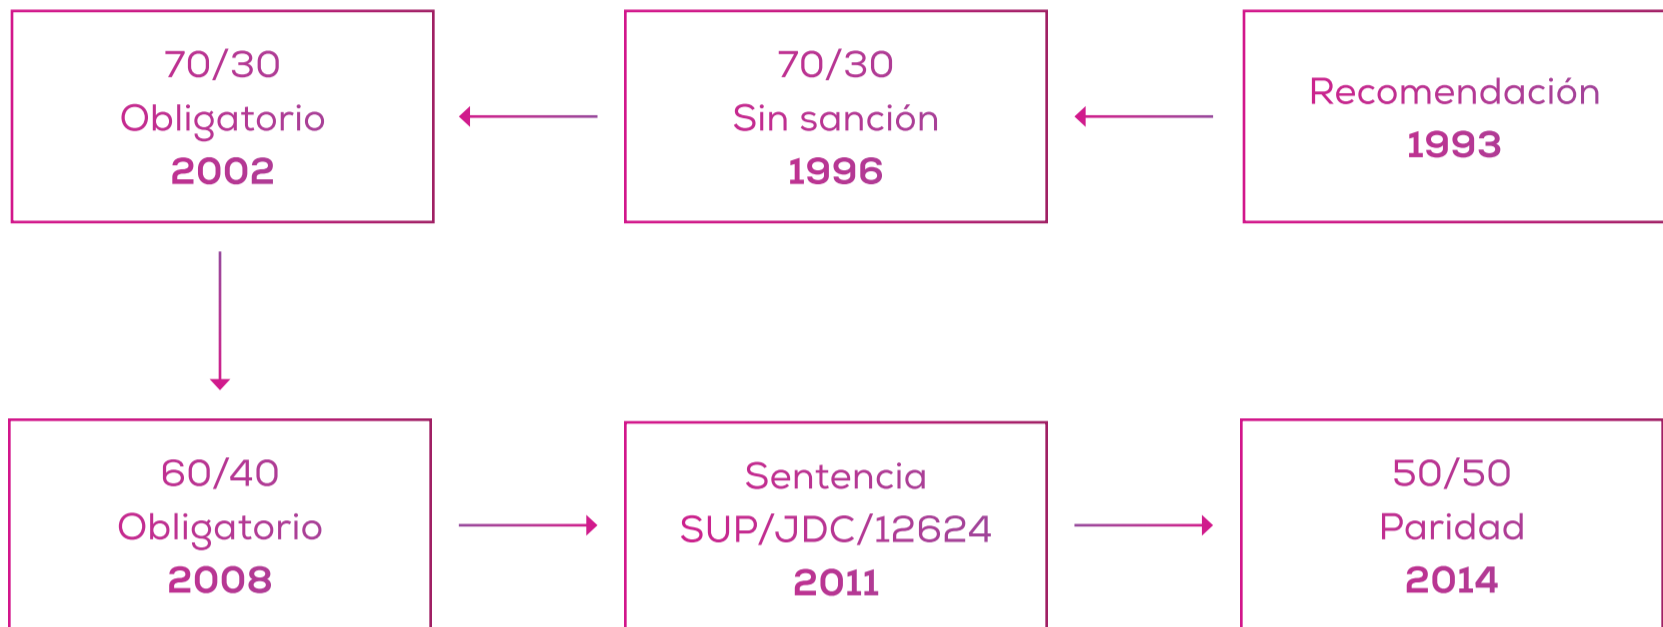 70/30
Obligatorio
2002
70/30
Sin sanción
1996
Recomendación
1993
60/40
Obligatorio
2008
Sentencia
SUP/JDC/12624
2011
50/50
Paridad
2014